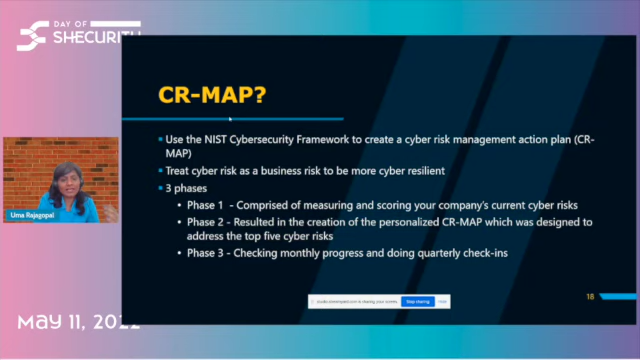 DAY OF
SHECURITY
CR-MAP?
Use the NIST Cybersecurity Framework to create a cyber risk management action plan (CR-
MAP)
Treat cyber risk as a business risk to be more cyber resilient
3 phases
Phase 1 - Comprised of measuring and scoring your company's current cyber risks
Phase 2 - Resulted in the creation of the personalized CR-MAP which was designed to
address the top five cyber risks
Phase 3 - Checking monthly progress and doing quarterly check-ins
Uma Rajagopal
is sharing your screen. Stop sharing Hide
18
May 11, 2022